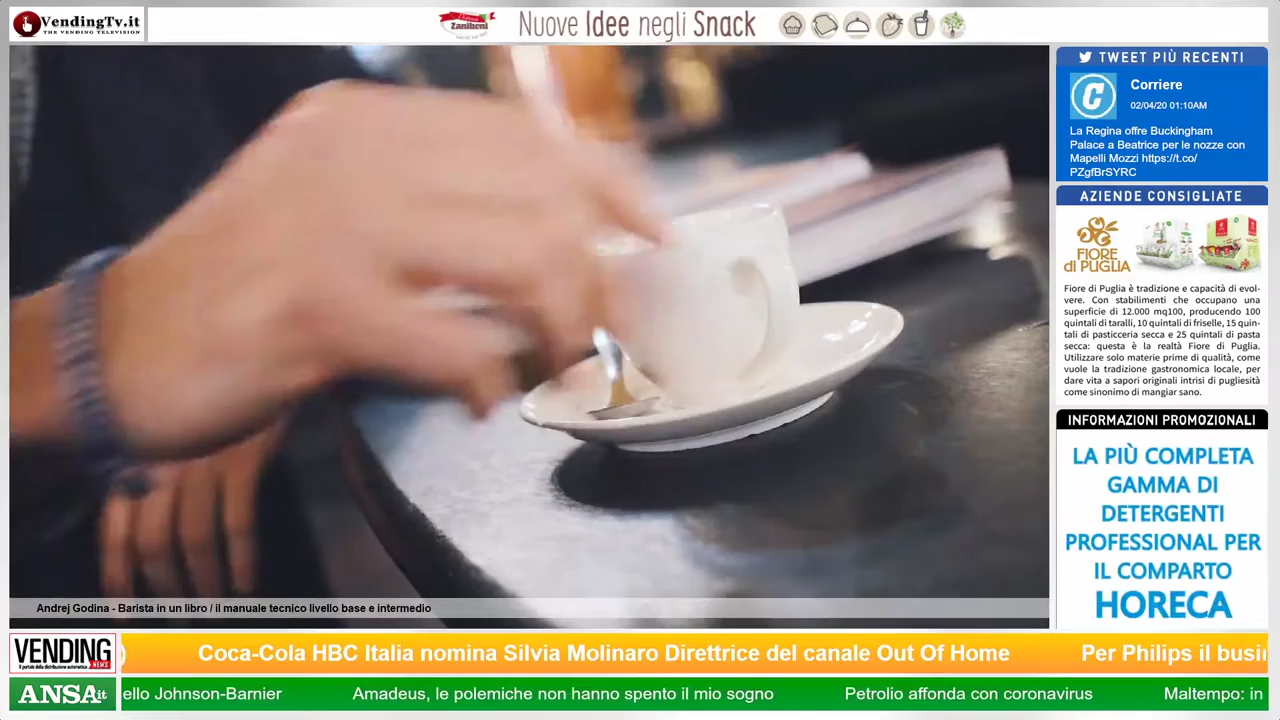 VendingTv.it
THE VENDING TELEVISION
Zaniboni
Nuove Idee negli Snack
TWEET PIÙ RECENTI
Corriere
02/04/20 01:10AM
La Regina offre Buckingham
Palace a Beatrice per le nozze con
Mapelli Mozzi https://t.co/
PZgfBrSYRC
AZIENDE CONSIGLIATE
FIORE
di PUGLIA
Fiore di Puglia è tradizione e capacità di evol-
vere. Con stabilimenti che occupano una
superficie di 12.000 mq100, producendo 100
quintali di taralli, 10 quintali di friselle, 15 quin-
tali di pasticceria secca e 25 quintali di pasta
secca: questa è la realtà Fiore di Puglia.
Utilizzare solo materie prime di qualità, come
vuole la tradizione gastronomica locale, per
dare vita a sapori originali intrisi di pugliesità
come sinonimo di mangiar sano.
INFORMAZIONI PROMOZIONALI
LA PIÙ COMPLETA
GAMMA DI
DETERGENTI
PROFESSIONALI PER
IL COMPARTO
HORECA
Andrej Godina - Barista in un libro / il manuale tecnico livello base e intermedio
VENDING NEWS
Il portale della distribuzione automatica
Coca-Cola HBC Italia nomina Silvia Molinaro Direttrice del canale Out Of Home Per Philips il busi
ANSA.it
ello Johnson-Barnier Amadeus, le polemiche non hanno spento il mio sogno Petrolio affonda con coronavirus Maltempo: in